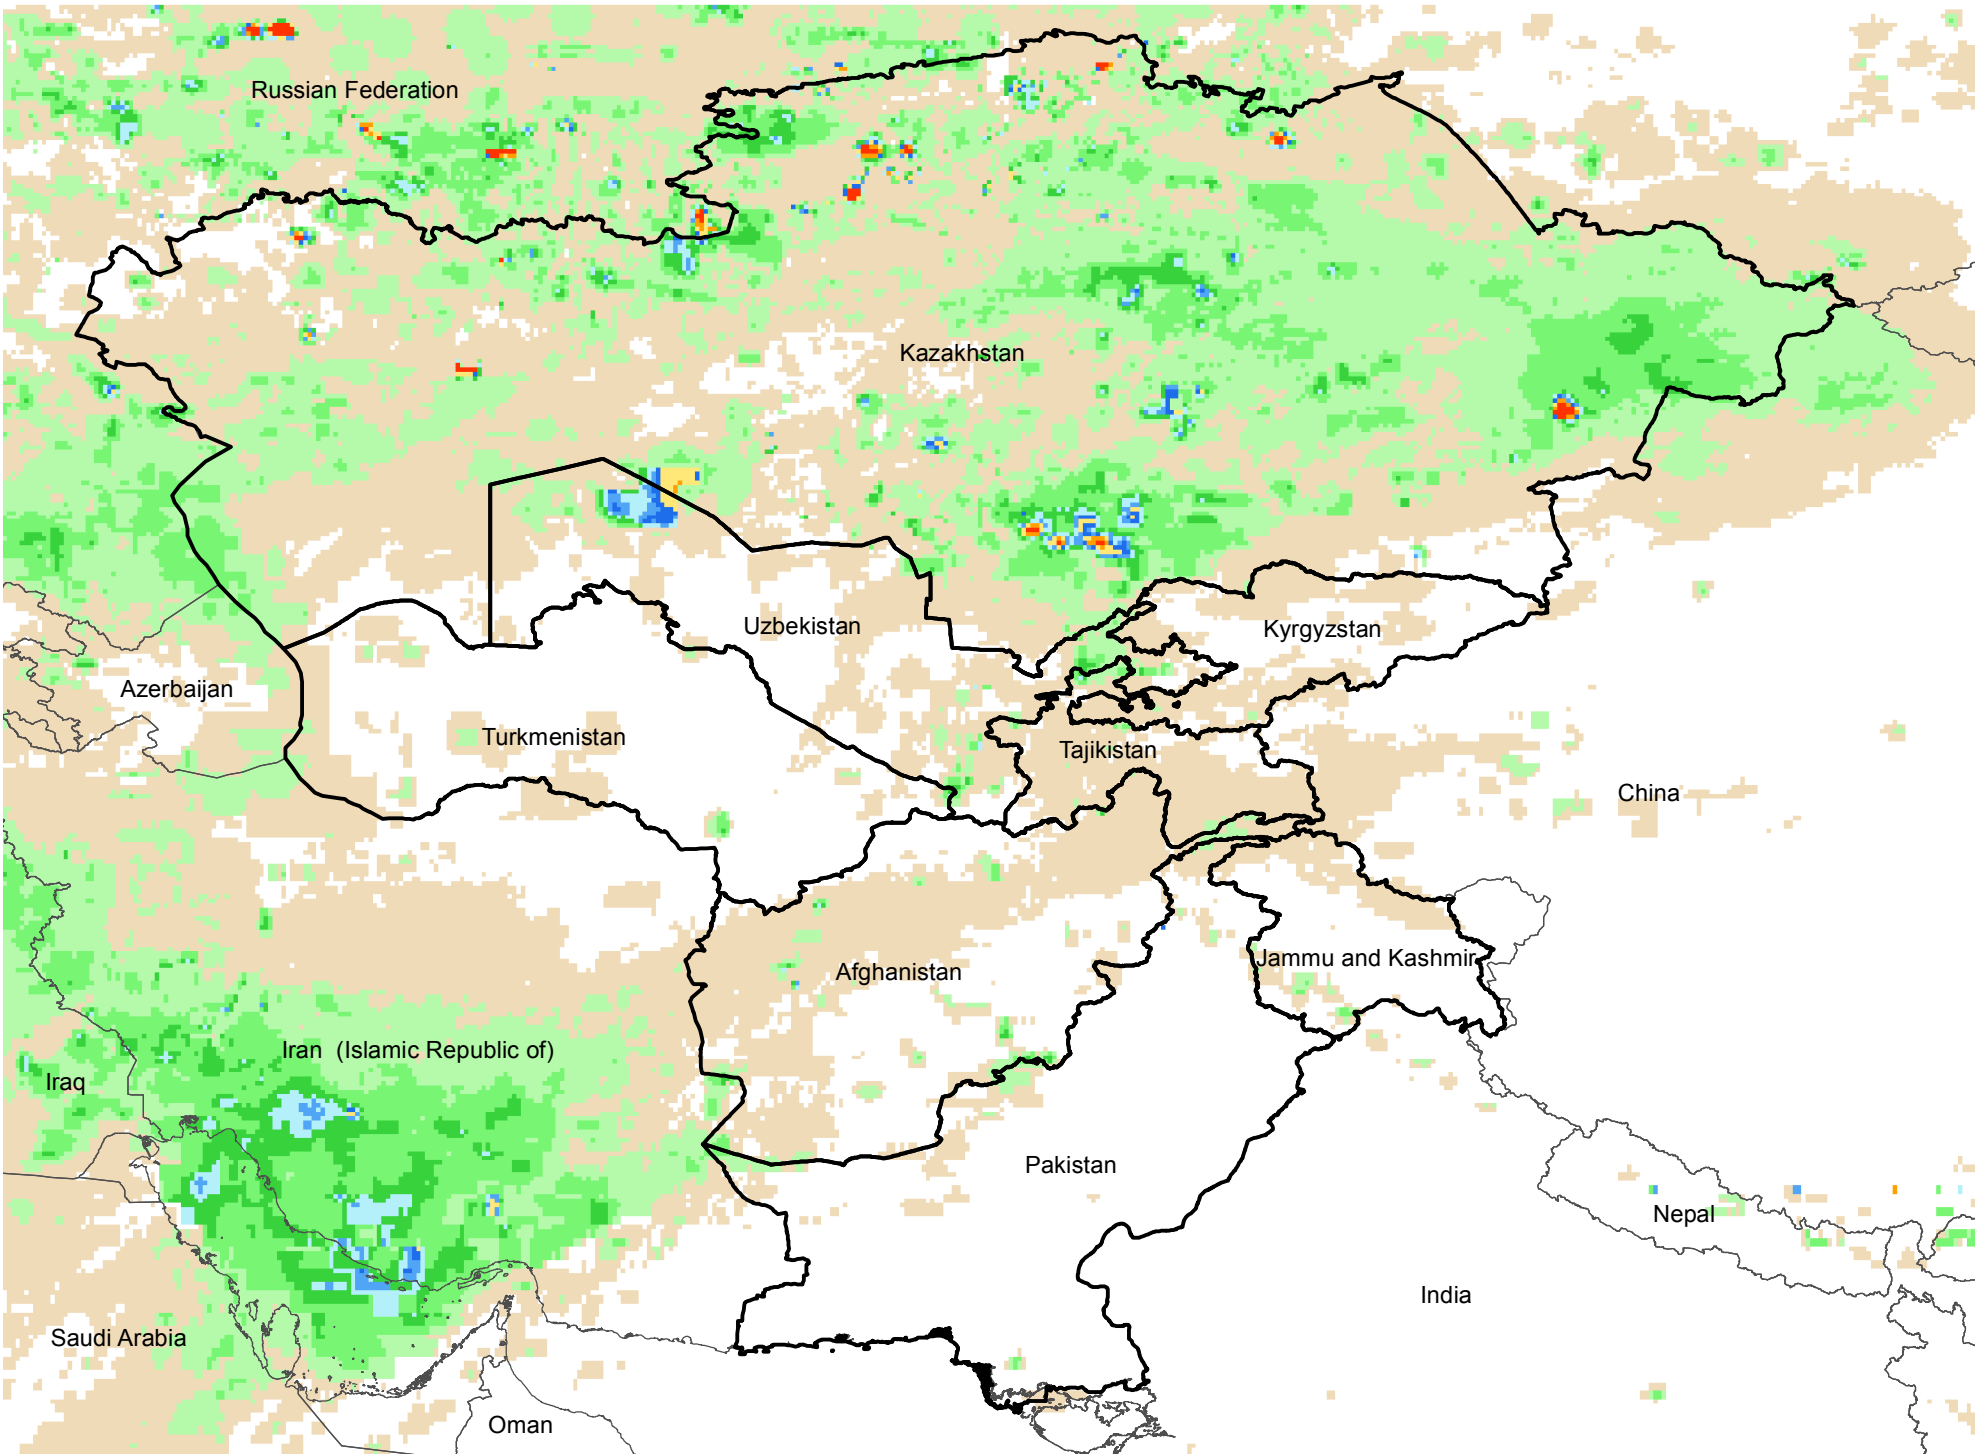 Russian Federation
Kazakhstan
Uzbekistan
Kyrgyzstan
Azerbaijan
Turkmenistan
Tajikistan
China
Afghanistan
Jammu and Kashmir
Iran (Islamic Republic of)
Iraq
Pakistan
Nepal
India
Saudi Arabia
Oman